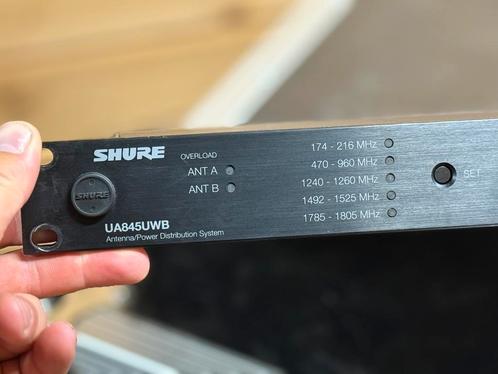 SHURE
OVERLOAD
ANT A
ANT B
SHURE
UA845UWB
Antenna/Power Distribution System
174 - 216 MHz
470 - 960 MHz
1240 - 1260 MHz
1492 - 1525 MHz
1785 - 1805 MHz
SET